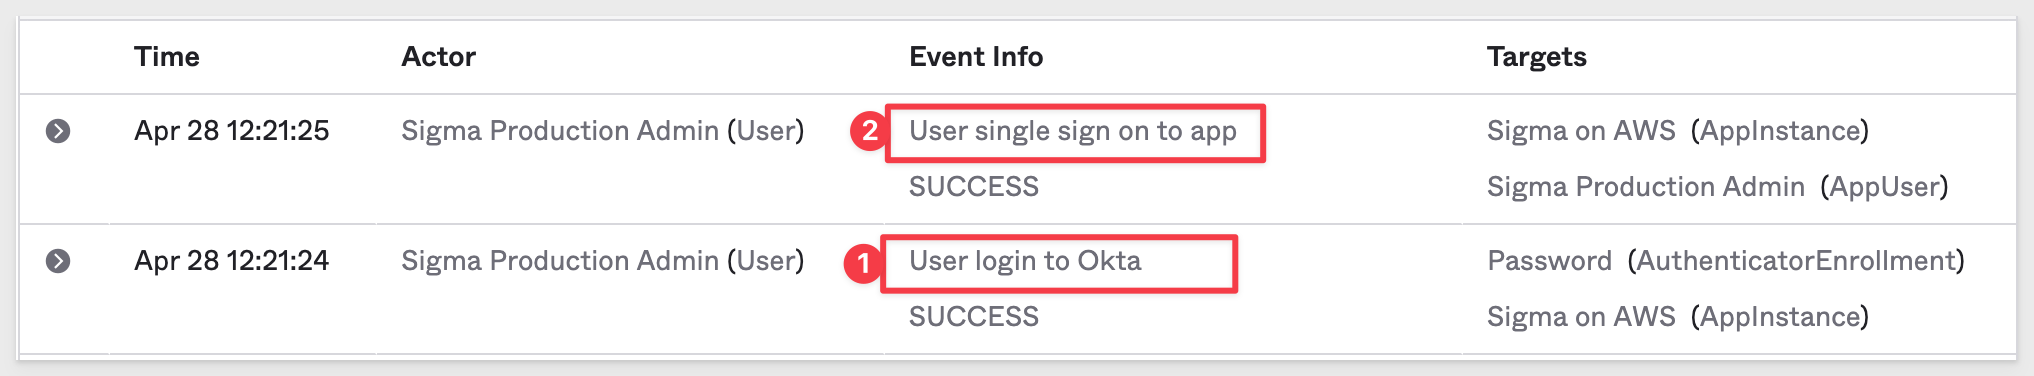 Time Actor Event Info Targets
Apr 28 12:21:25 Sigma Production Admin (User) 2 User single sign on to app Sigma on AWS (AppInstance)
SUCCESS Sigma Production Admin (AppUser)
Apr 28 12:21:24 Sigma Production Admin (User) 1 User login to Okta Password (AuthenticatorEnrollment)
SUCCESS Sigma on AWS (AppInstance)